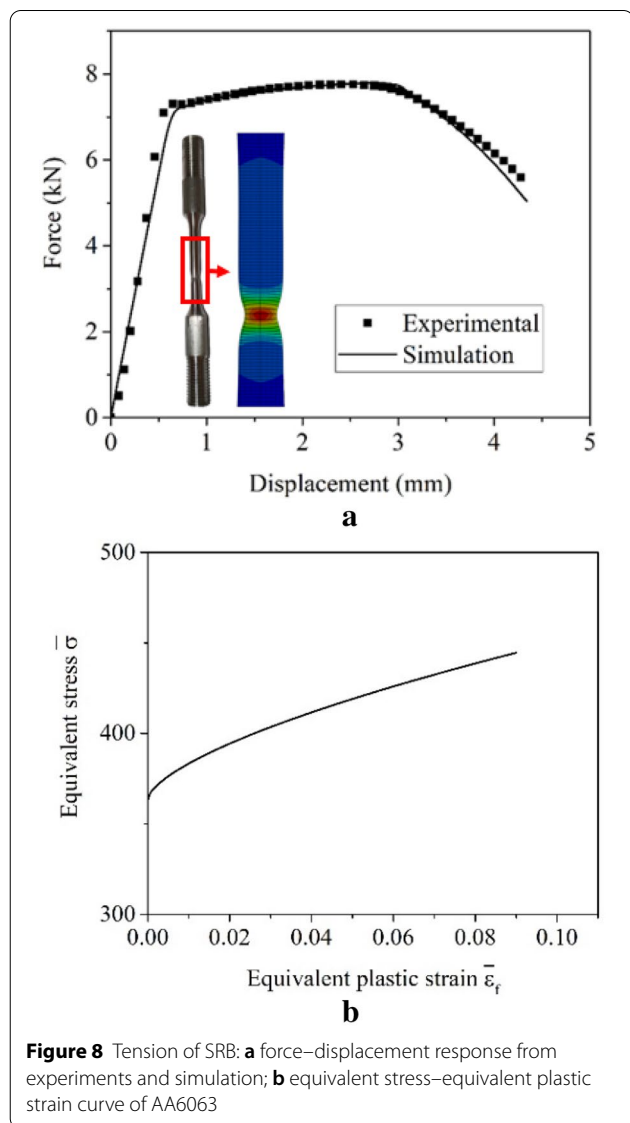 8
6
4
2
0
Force (kN)
Experimental
Simulation
0 1 2 3 4 5
Displacement (mm)
a
500
400
300
Equivalent stress σ̅
0.00 0.02 0.04 0.06 0.08 0.10
Equivalent plastic strain ε̅f
b
Figure 8 Tension of SRB: a force–displacement response from
experiments and simulation; b equivalent stress–equivalent plastic
strain curve of AA6063